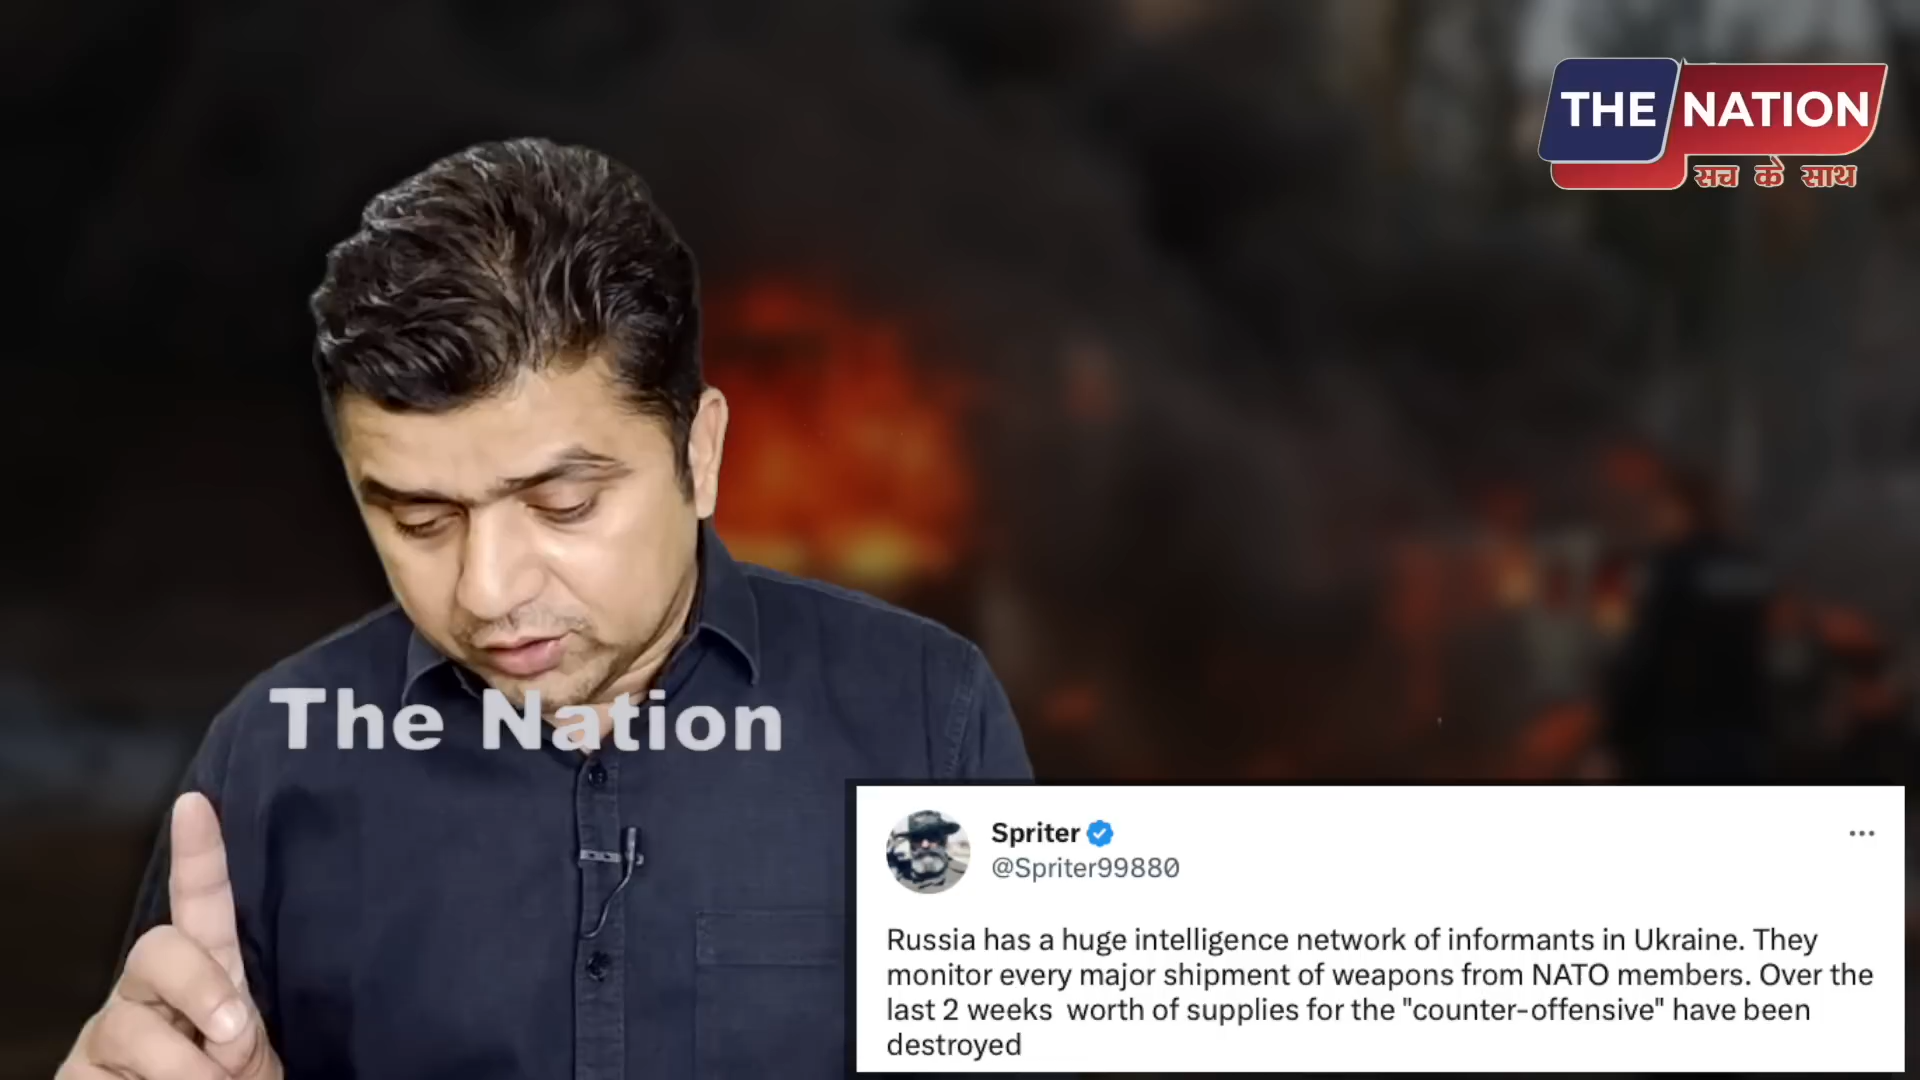 THE NATION
सच के साथ
The Nation
Spriter
@Spriter99880
Russia has a huge intelligence network of informants in Ukraine. They
monitor every major shipment of weapons from NATO members. Over the
last 2 weeks  worth of supplies for the "counter-offensive" have been
destroyed